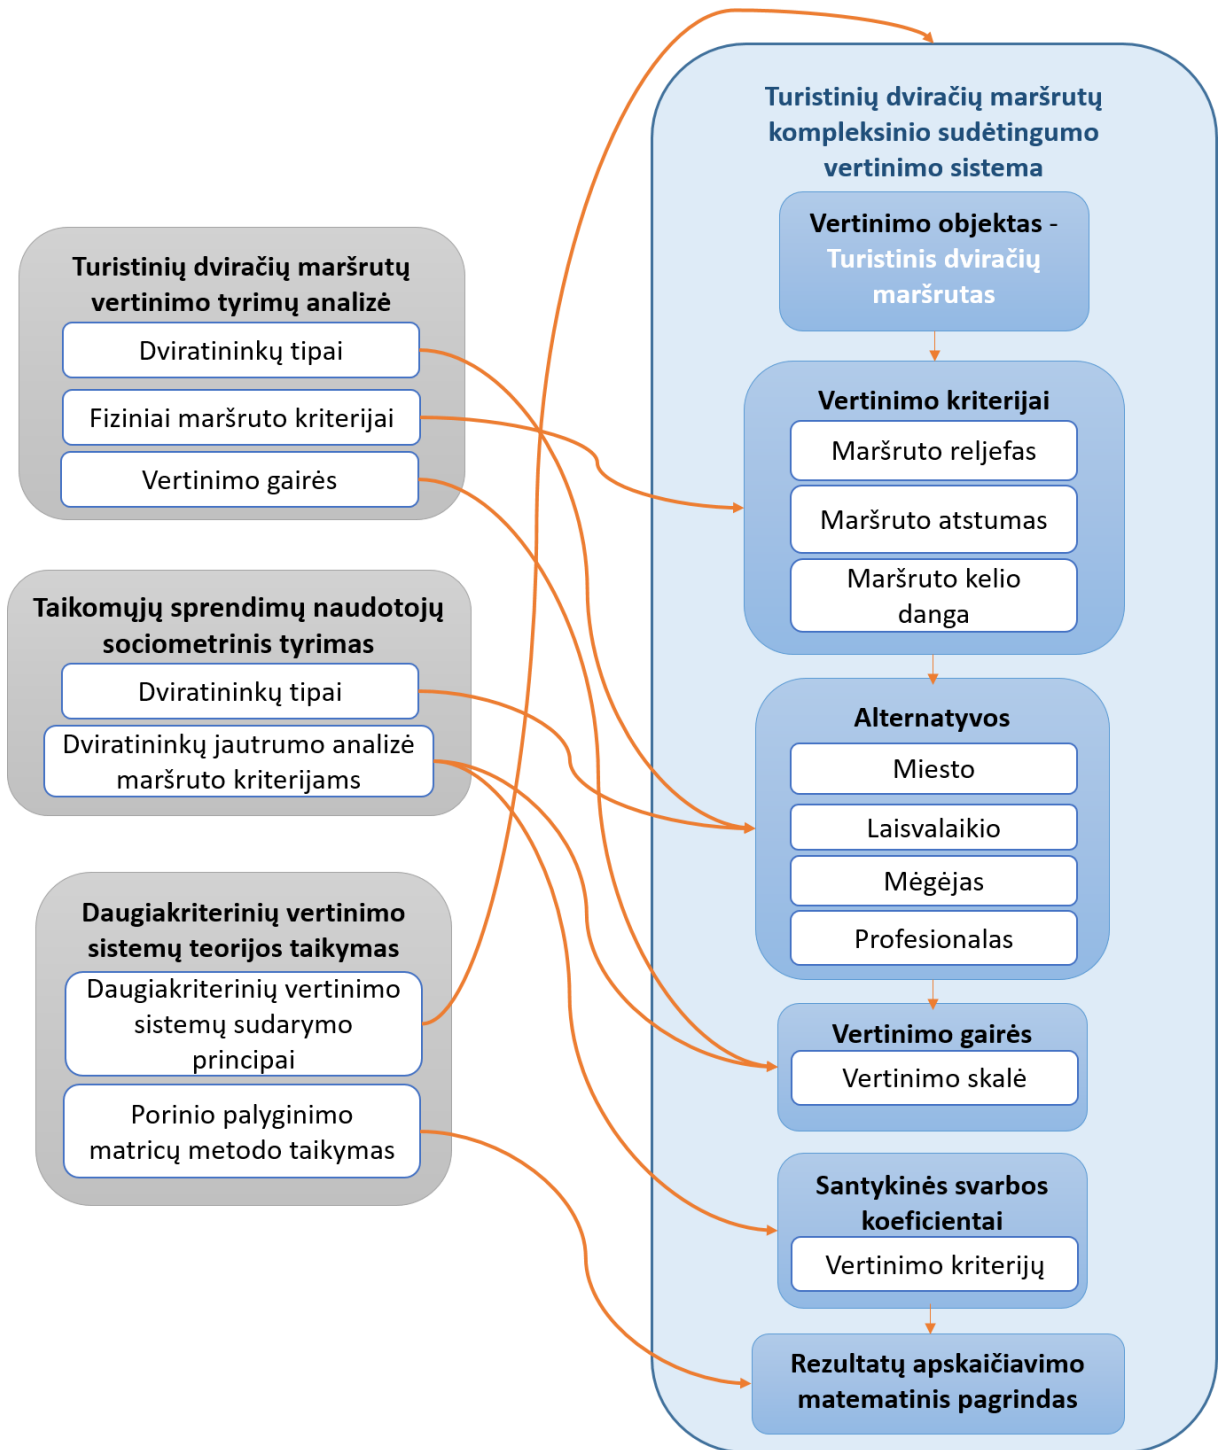 Turistinių dviračių maršrutų
kompleksinio sudėtingumo
vertinimo sistema
Vertinimo objektas -
Turistinis dviračių
maršrutas
Vertinimo kriterijai
Maršruto reljefas
Maršruto atstumas
Maršruto kelio
danga
Alternatyvos
Miesto
Laisvalaikio
Mėgėjas
Profesionalas
Vertinimo gairės
Vertinimo skalė
Santykinės svarbos
koeficientai
Vertinimo kriterijų
Rezultatų apskaičiavimo
matematinis pagrindas
Turistinių dviračių maršrutų
vertinimo tyrimų analizė
Dviratininkų tipai
Fiziniai maršruto kriterijai
Vertinimo gairės
Taikomųjų sprendimų naudotojų
sociometrinis tyrimas
Dviratininkų tipai
Dviratininkų jautrumo analizė
maršruto kriterijams
Daugiakriterinių vertinimo
sistemų teorijos taikymas
Daugiakriterinių vertinimo
sistemų sudarymo
principai
Porinio palyginimo
matricų metodo taikymas